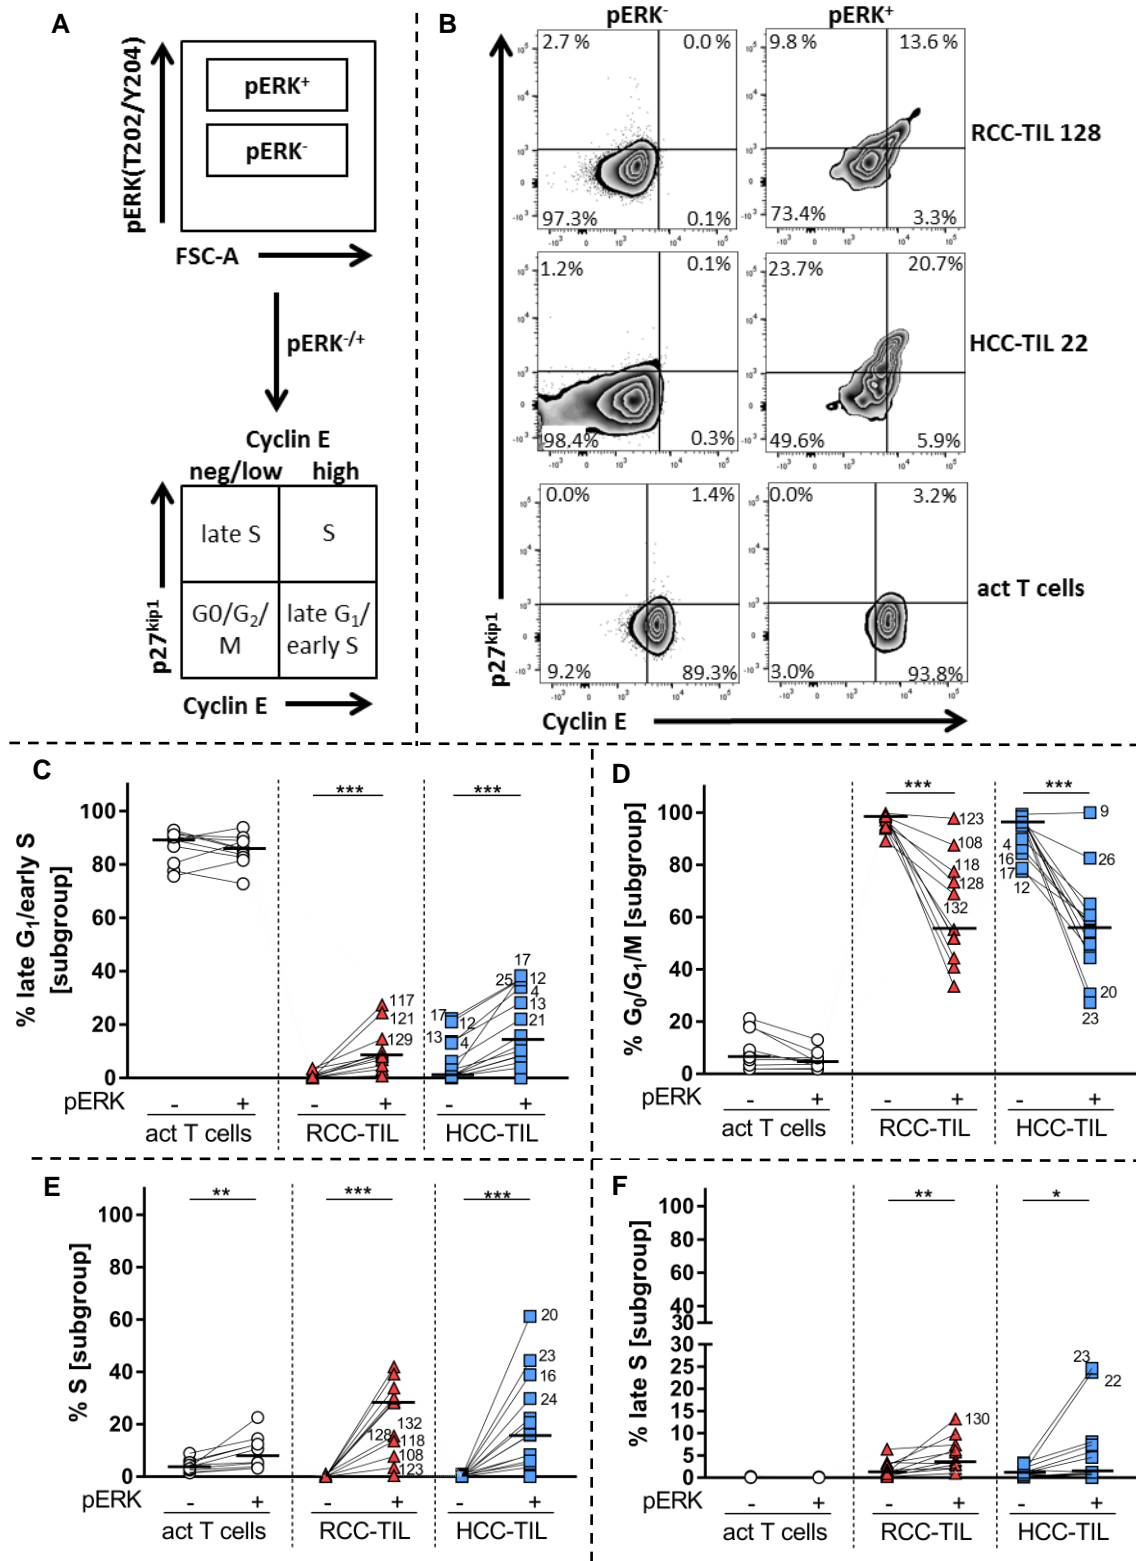 A
pERK(T202/Y204)
pERK+
pERK-
FSC-A
pERK-/+
Cyclin E
neg/low high
late S S
G0/G2/ late G1/
M early S
p27kip1
Cyclin E
B
pERK- pERK+
2.7 % 0.0 % 9.8 % 13.6 %
RCC-TIL 128
97.3% 0.1% 73.4% 3.3%
1.2% 0.1% 23.7% 20.7%
HCC-TIL 22
98.4% 0.3% 49.6% 5.9%
0.0% 1.4% 0.0% 3.2%
act T cells
9.2% 89.3% 3.0% 93.8%
p27kip1
Cyclin E
C
% late G1/early S
[subgroup]
100
80
60
40
20
0
*** ***
117
121
129
17
12
13
4
17
25 12
4
13
21
pERK - + - + - +
act T cells RCC-TIL HCC-TIL
D
% G0/G1/M [subgroup]
100
80
60
40
20
0
*** ***
123
108
118
128
132
4
16
17
12
9
26
20
23
pERK - + - + - +
act T cells RCC-TIL HCC-TIL
E
% S [subgroup]
100
80
60
40
20
0
** *** ***
132
128
118
108
123
20
23
16
24
pERK - + - + - +
act T cells RCC-TIL HCC-TIL
F
% late S [subgroup]
100
80
60
40
30
30
25
20
15
10
5
0
** *
130
23
22
pERK - + - + - +
act T cells RCC-TIL HCC-TIL